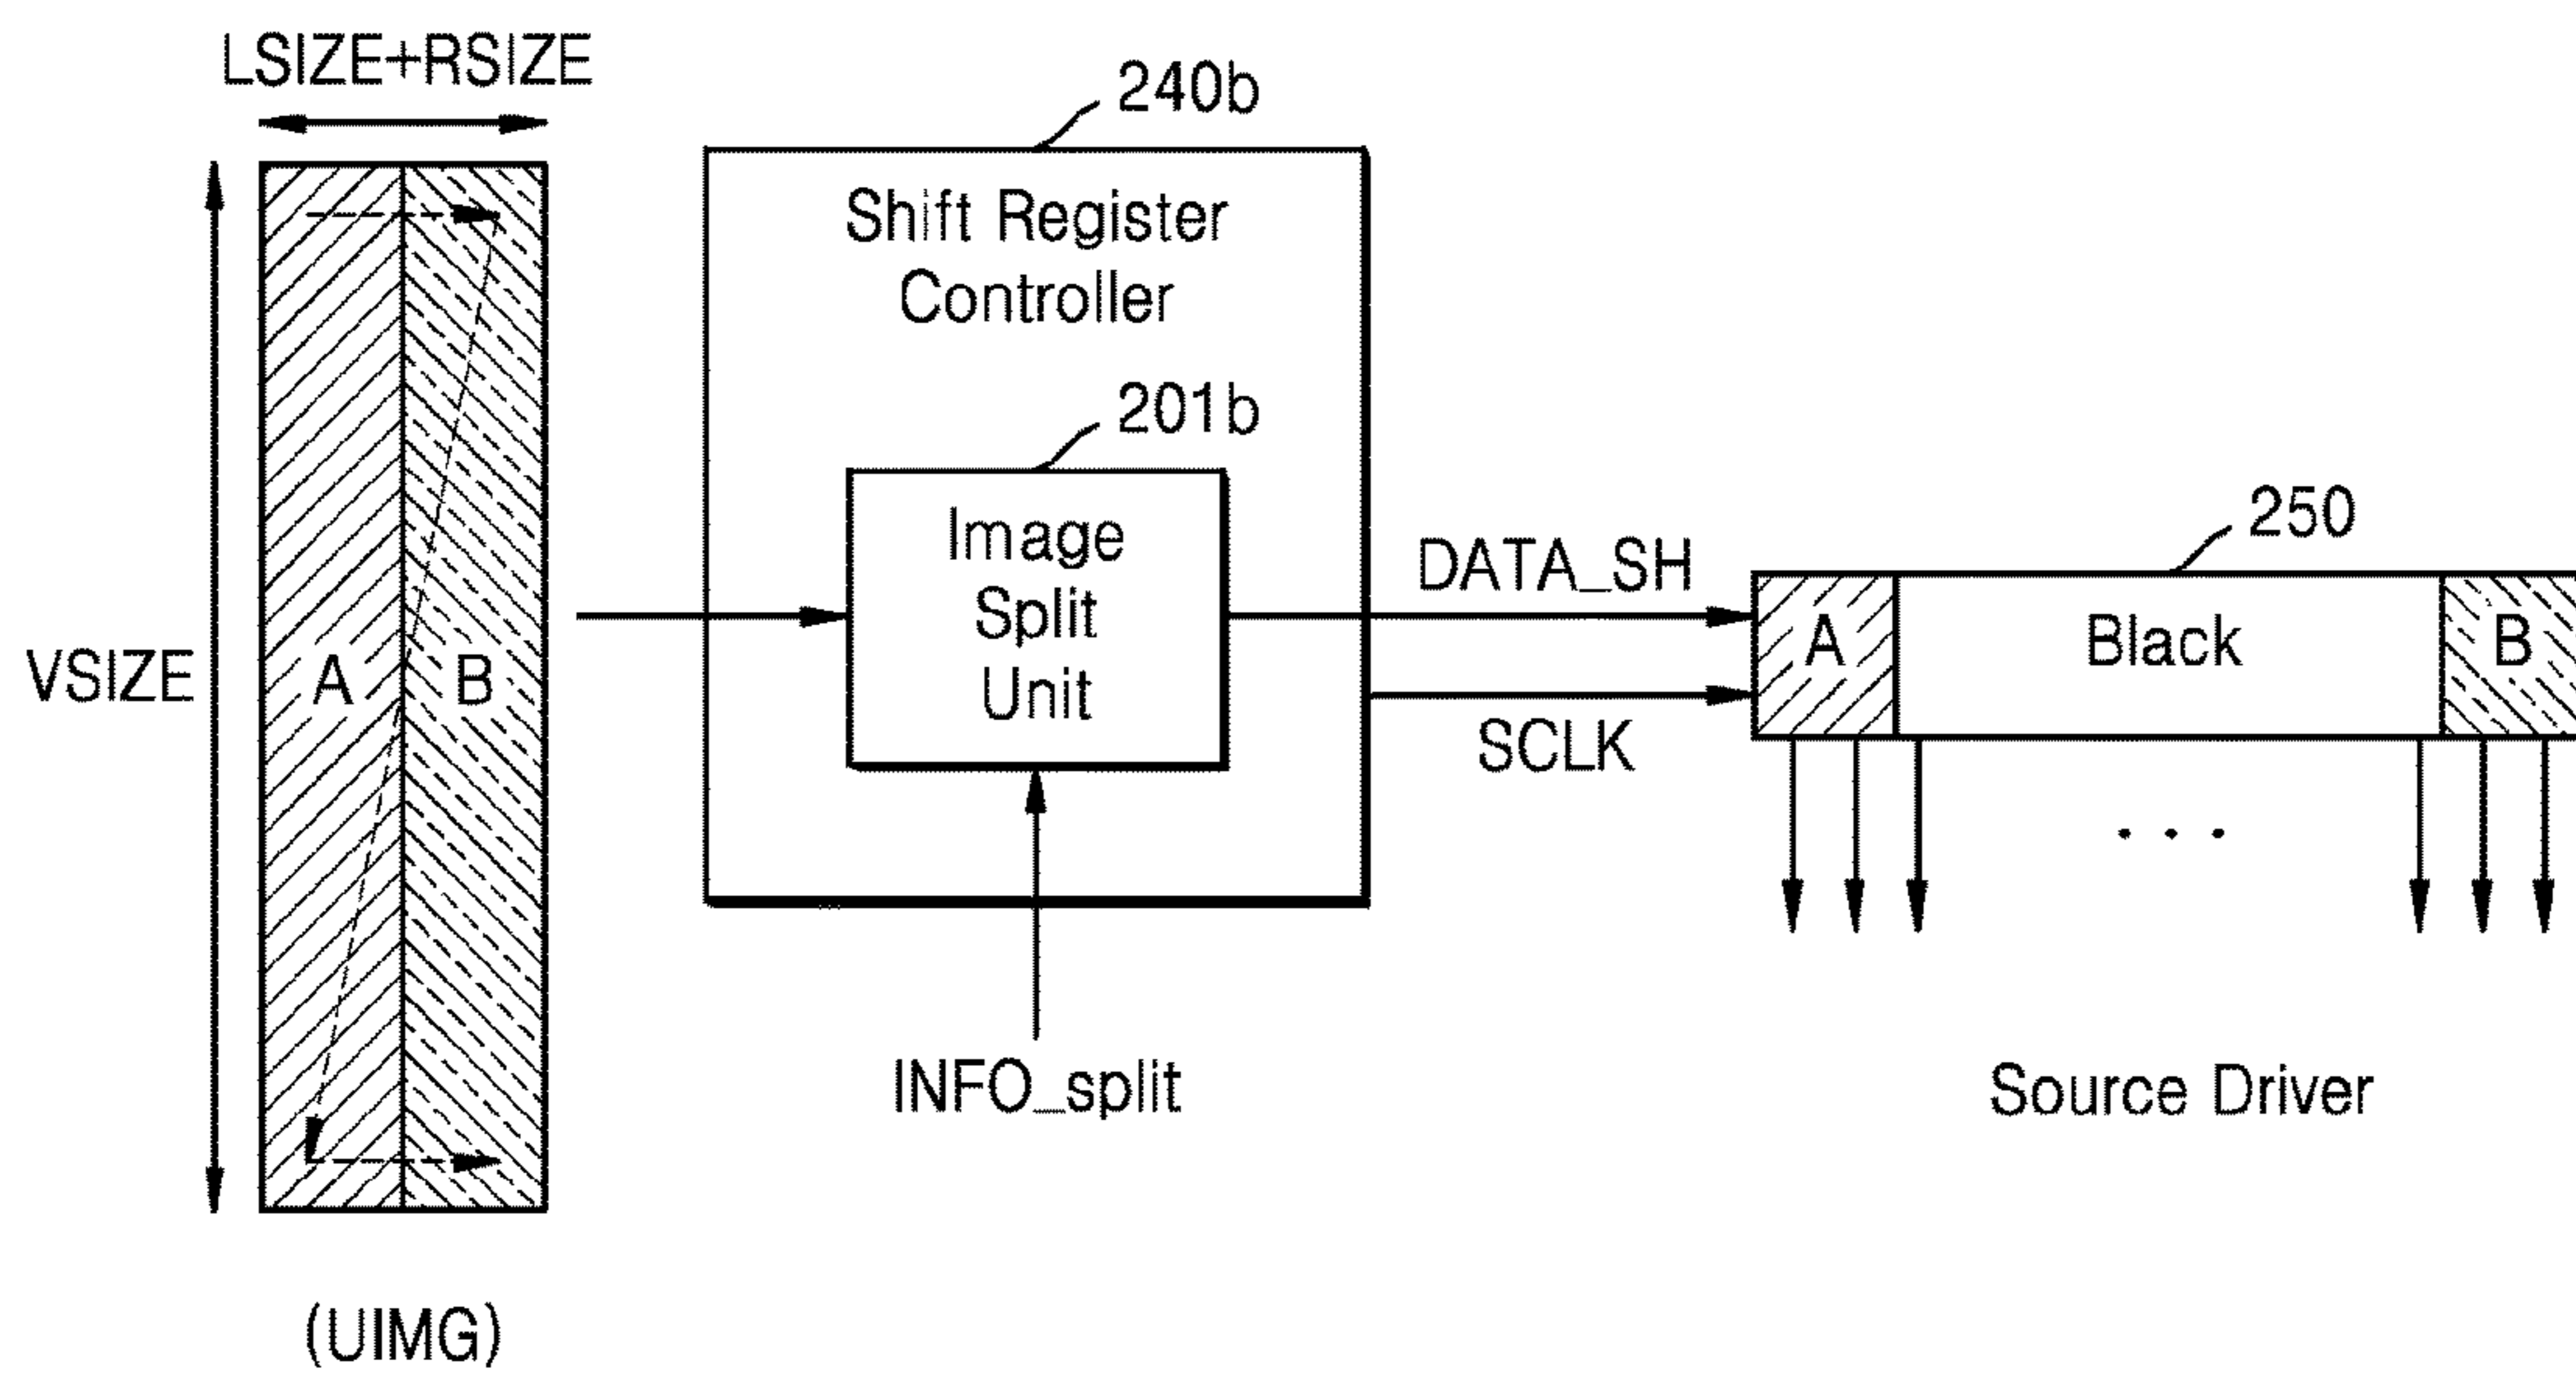 LSIZE+RSIZE
240b
Shift Register
Controller
201b
Image
Split
Unit
250
DATA_SH
A
Black
B
VSIZE
A
B
SCLK
. . .
INFO_split
Source Driver
(UIMG)